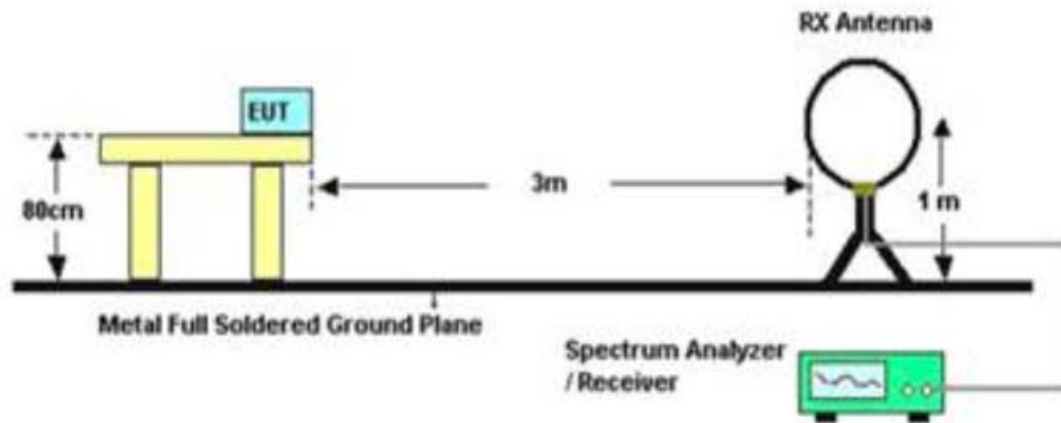 RX Antenna
EUT
3m
80cm
1 m
Metal Full Soldered Ground Plane
Spectrum Analyzer
/ Receiver